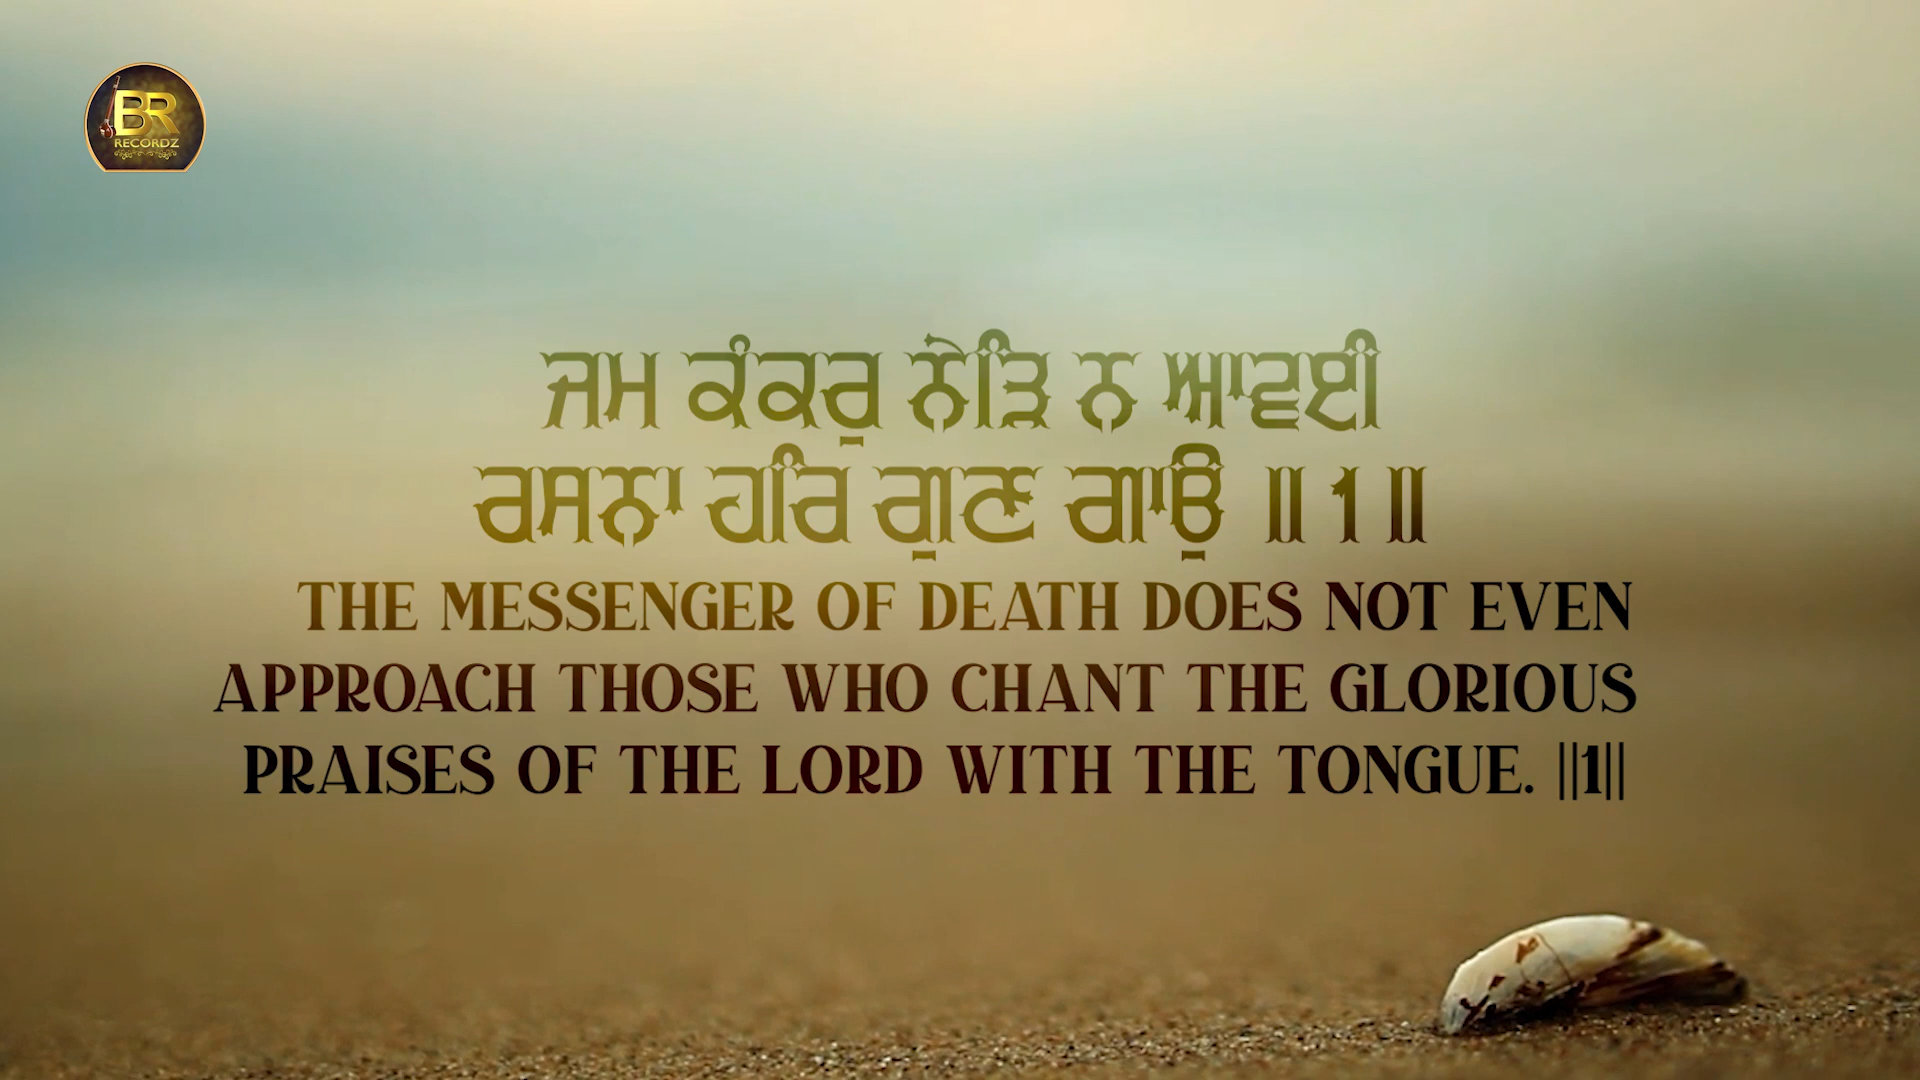 BR
RECORDZ
ਜਮ ਕੰਕਰੁ ਨੇੜਿ ਨ ਆਵਈ
ਰਸਨਾ ਹਰਿ ਗੁਣ ਗਾਉ ॥ 1 ॥
THE MESSENGER OF DEATH DOES NOT EVEN
APPROACH THOSE WHO CHANT THE GLORIOUS
PRAISES OF THE LORD WITH THE TONGUE. ||1||